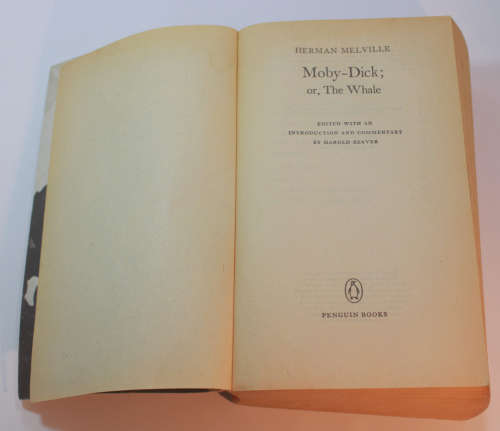 HERMAN MELVILLE
Moby-Dick;
or, The Whale
EDITED WITH AN
INTRODUCTION AND COMMENTARY
BY HAROLD BEAVER
PENGUIN BOOKS